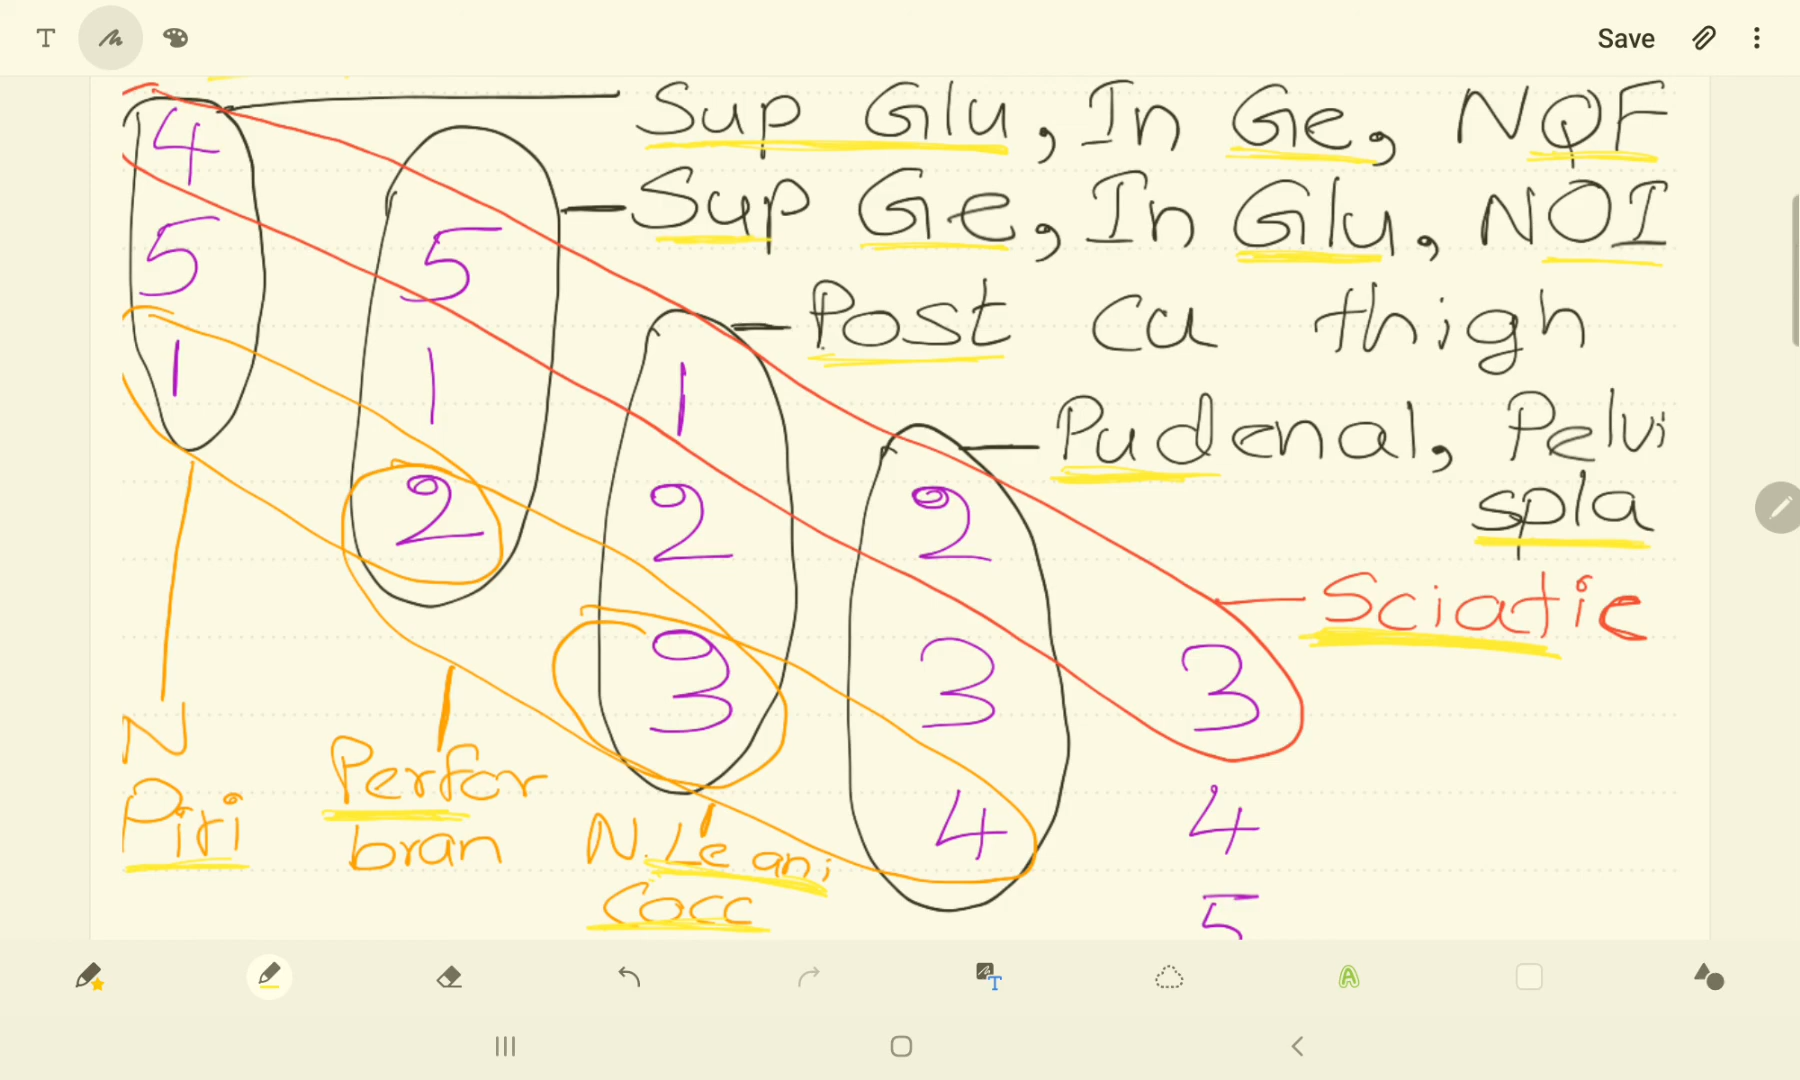 T
Save
4 Sup Glu, In Ge, NQF
5 5 Sup Ge, In Glu, NOI
1 1 1 Post cu thigh
Pudenal, Pelvi
2 2 2 spla
Sciatic
3 3 3
N Perfor 4 4
Piri bran N.Le ani
Cocc 5